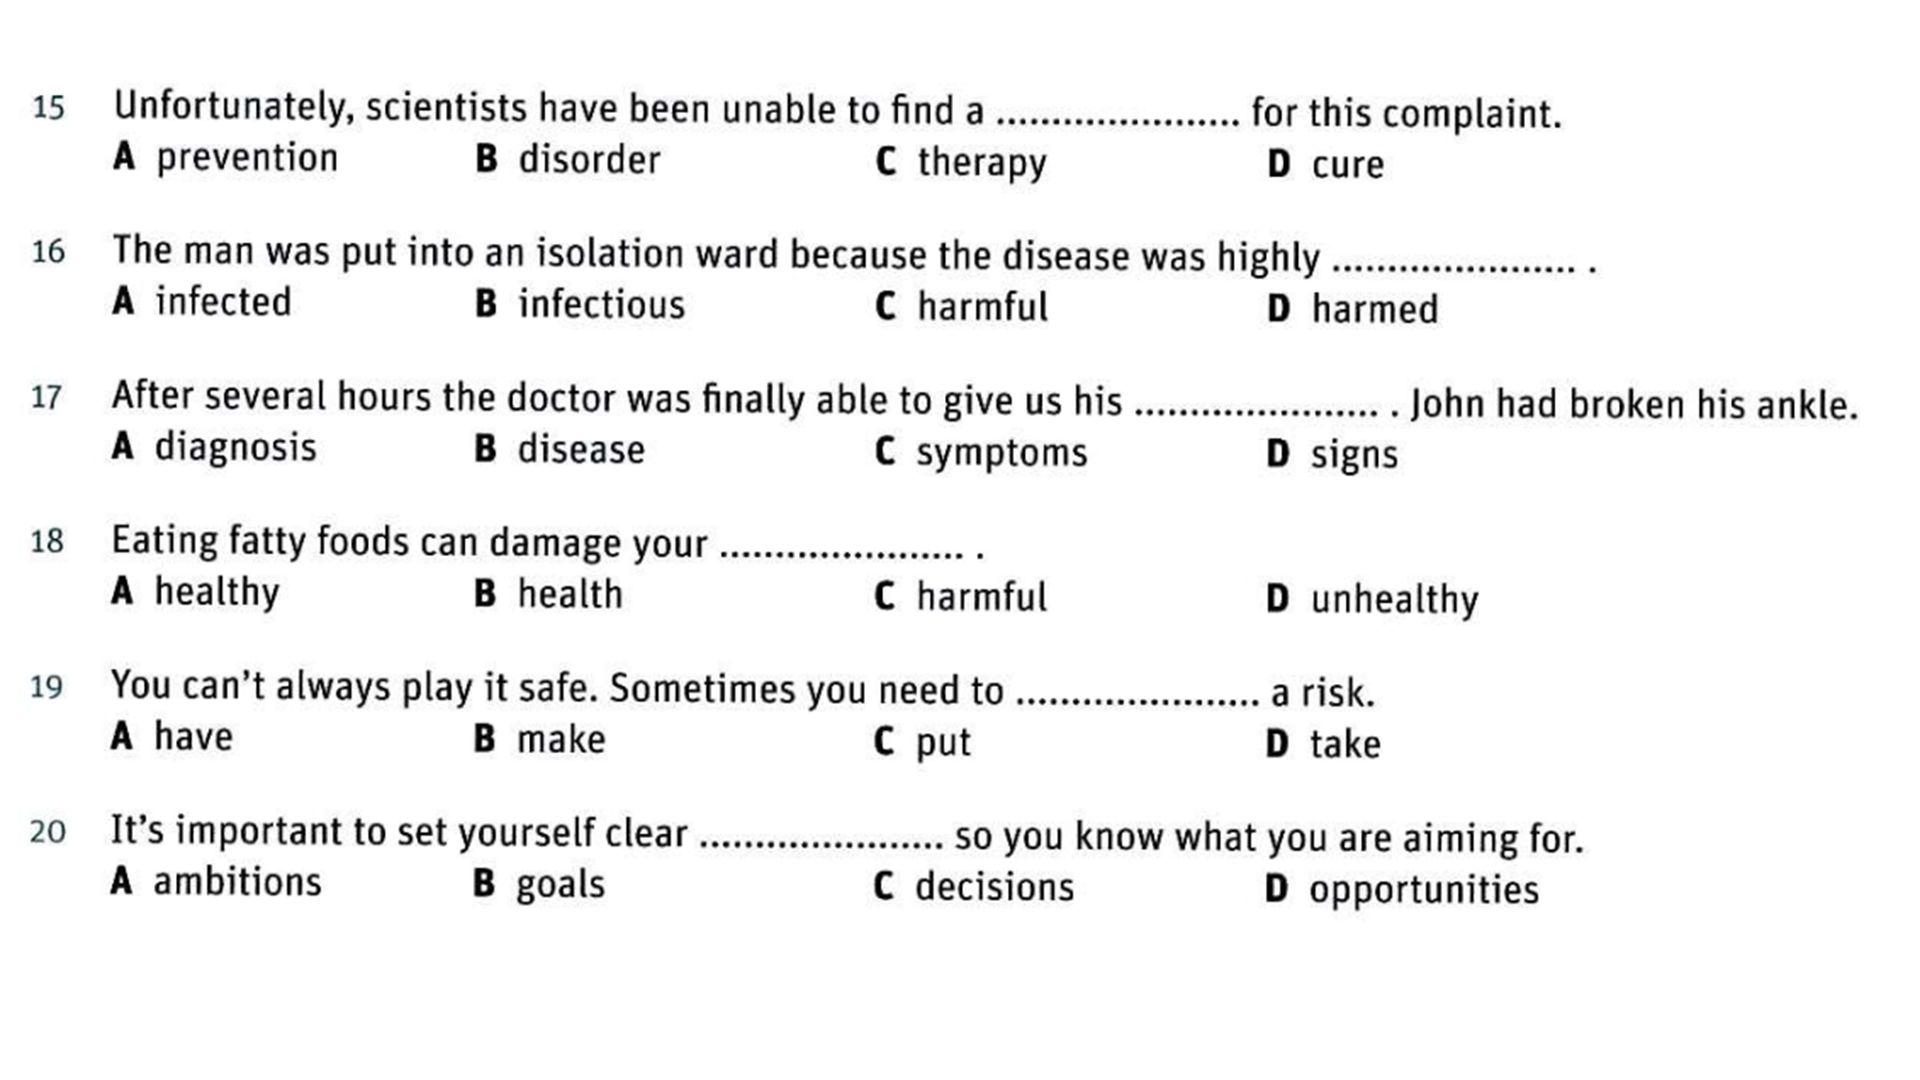 15 Unfortunately, scientists have been unable to find a ...................... for this complaint.
A prevention B disorder C therapy D cure
16 The man was put into an isolation ward because the disease was highly ...................... .
A infected B infectious C harmful D harmed
17 After several hours the doctor was finally able to give us his ...................... . John had broken his ankle.
A diagnosis B disease C symptoms D signs
18 Eating fatty foods can damage your ...................... .
A healthy B health C harmful D unhealthy
19 You can't always play it safe. Sometimes you need to ...................... a risk.
A have B make C put D take
20 It's important to set yourself clear ...................... so you know what you are aiming for.
A ambitions B goals C decisions D opportunities